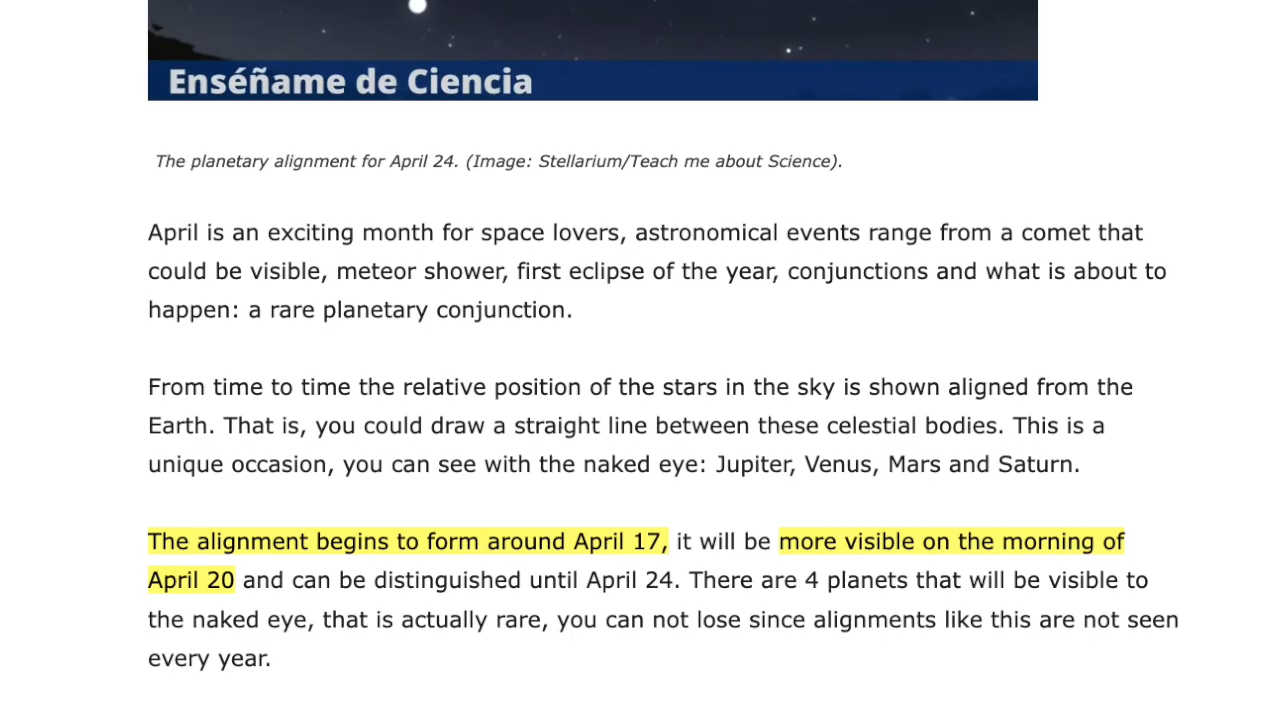 Enséñame de Ciencia
The planetary alignment for April 24. (Image: Stellarium/Teach me about Science).
April is an exciting month for space lovers, astronomical events range from a comet that
could be visible, meteor shower, first eclipse of the year, conjunctions and what is about to
happen: a rare planetary conjunction.
From time to time the relative position of the stars in the sky is shown aligned from the
Earth. That is, you could draw a straight line between these celestial bodies. This is a
unique occasion, you can see with the naked eye: Jupiter, Venus, Mars and Saturn.
The alignment begins to form around April 17, it will be more visible on the morning of
April 20 and can be distinguished until April 24. There are 4 planets that will be visible to
the naked eye, that is actually rare, you can not lose since alignments like this are not seen
every year.